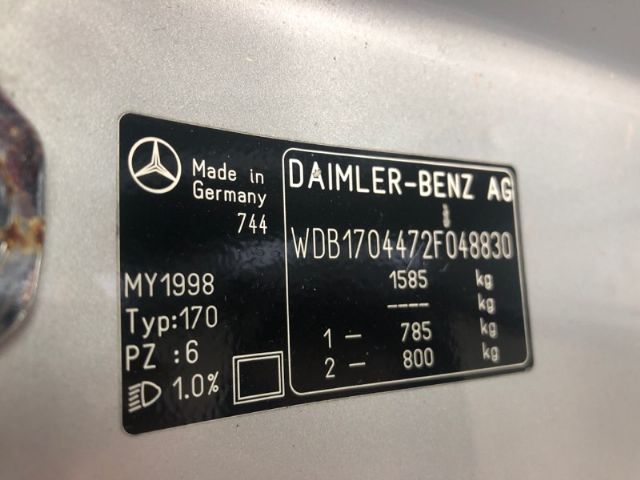 Made in
Germany
744
MY1998
Typ:170
PZ :6
1.0%
DAIMLER-BENZ AG
WDB1704472F048830
1585 kg
---- kg
1— 785 kg
2— 800 kg